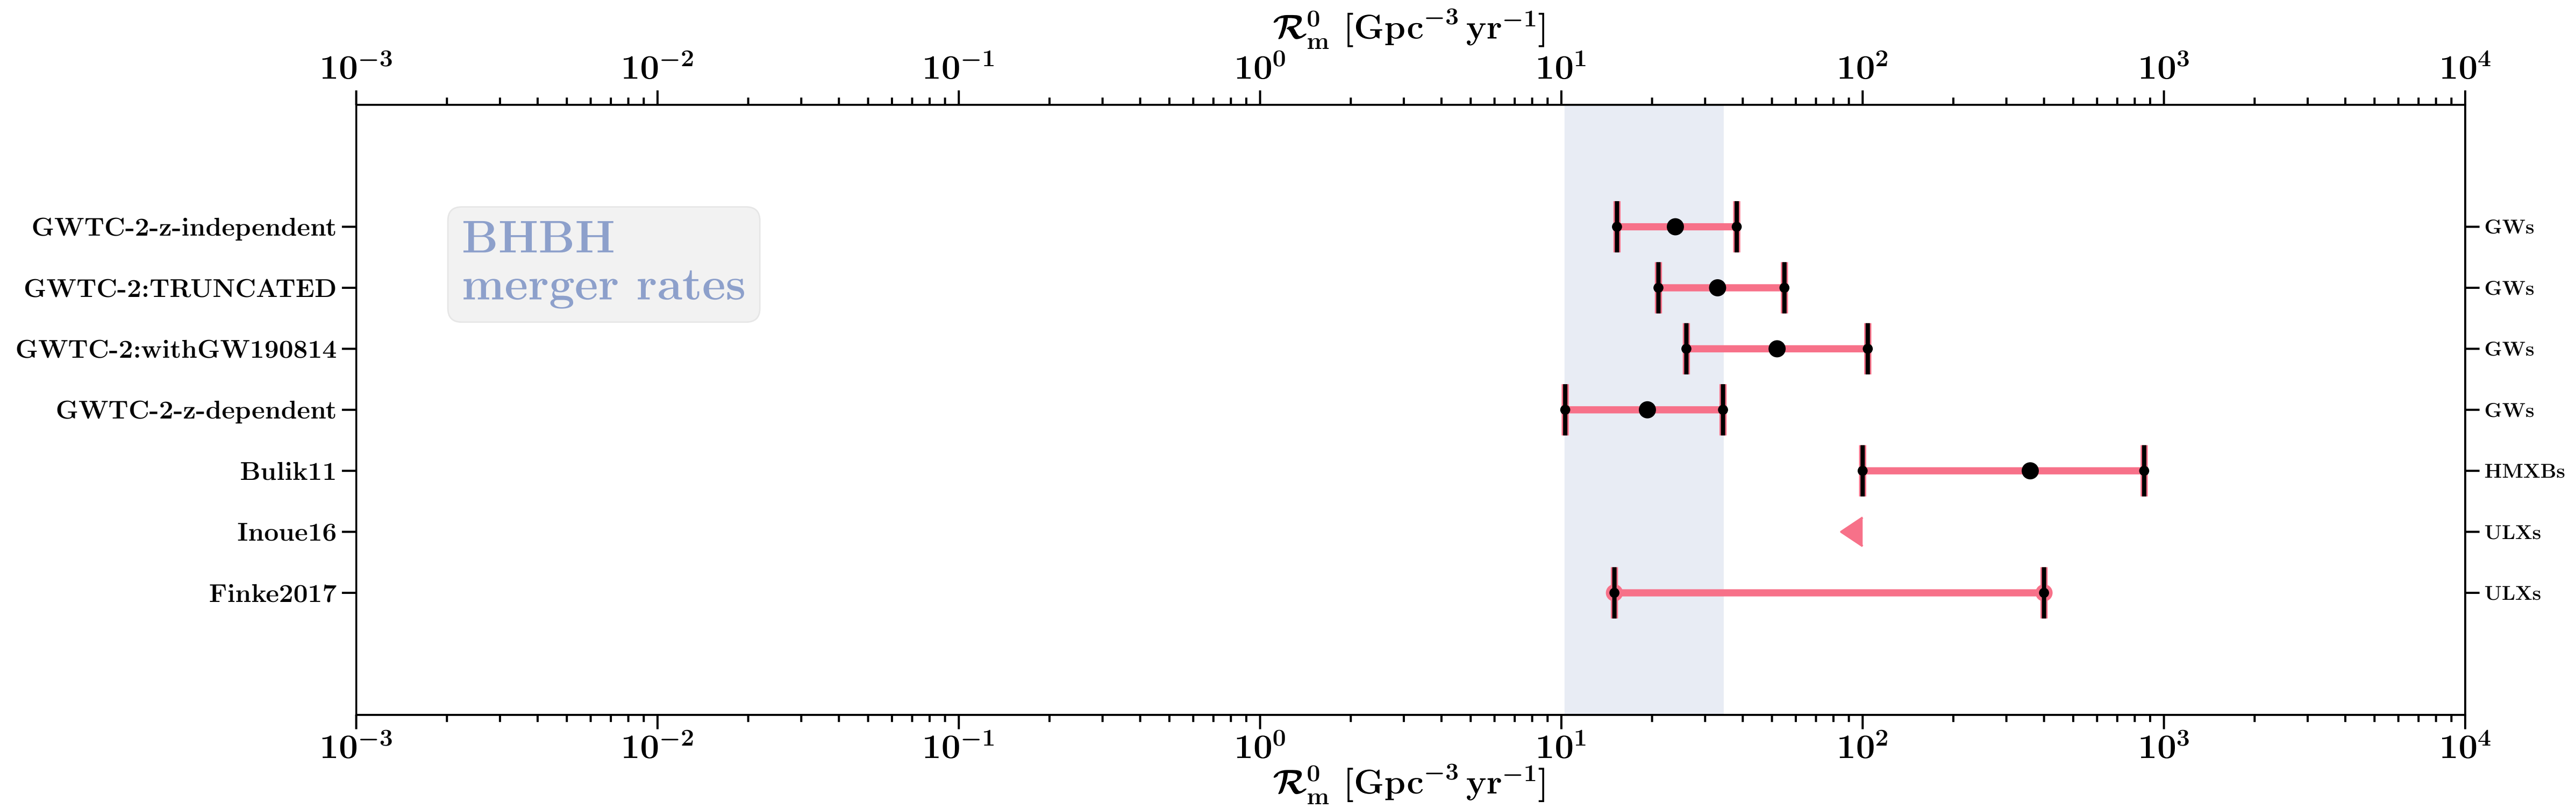 𝓡⁰ₘ [Gpc⁻³ yr⁻¹]
10⁻³ 10⁻² 10⁻¹ 10⁰ 10¹ 10² 10³ 10⁴
BHBH
merger rates
GWTC-2-z-independent GWs
GWTC-2:TRUNCATED GWs
GWTC-2:withGW190814 GWs
GWTC-2-z-dependent GWs
Bulik11 HMXBs
Inoue16 ULXs
Finke2017 ULXs
10⁻³ 10⁻² 10⁻¹ 10⁰ 10¹ 10² 10³ 10⁴
𝓡⁰ₘ [Gpc⁻³ yr⁻¹]